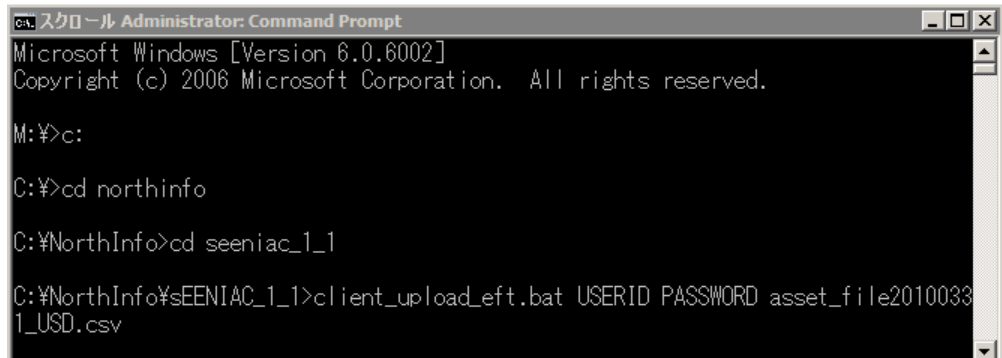 スクロール Administrator: Command Prompt
Microsoft Windows [Version 6.0.6002]
Copyright (c) 2006 Microsoft Corporation.  All rights reserved.
M:¥>c:
C:¥>cd northinfo
C:¥NorthInfo>cd seeniac_1_1
C:¥NorthInfo¥sEENIAC_1_1>client_upload_eft.bat USERID PASSWORD asset_file2010033
1_USD.csv